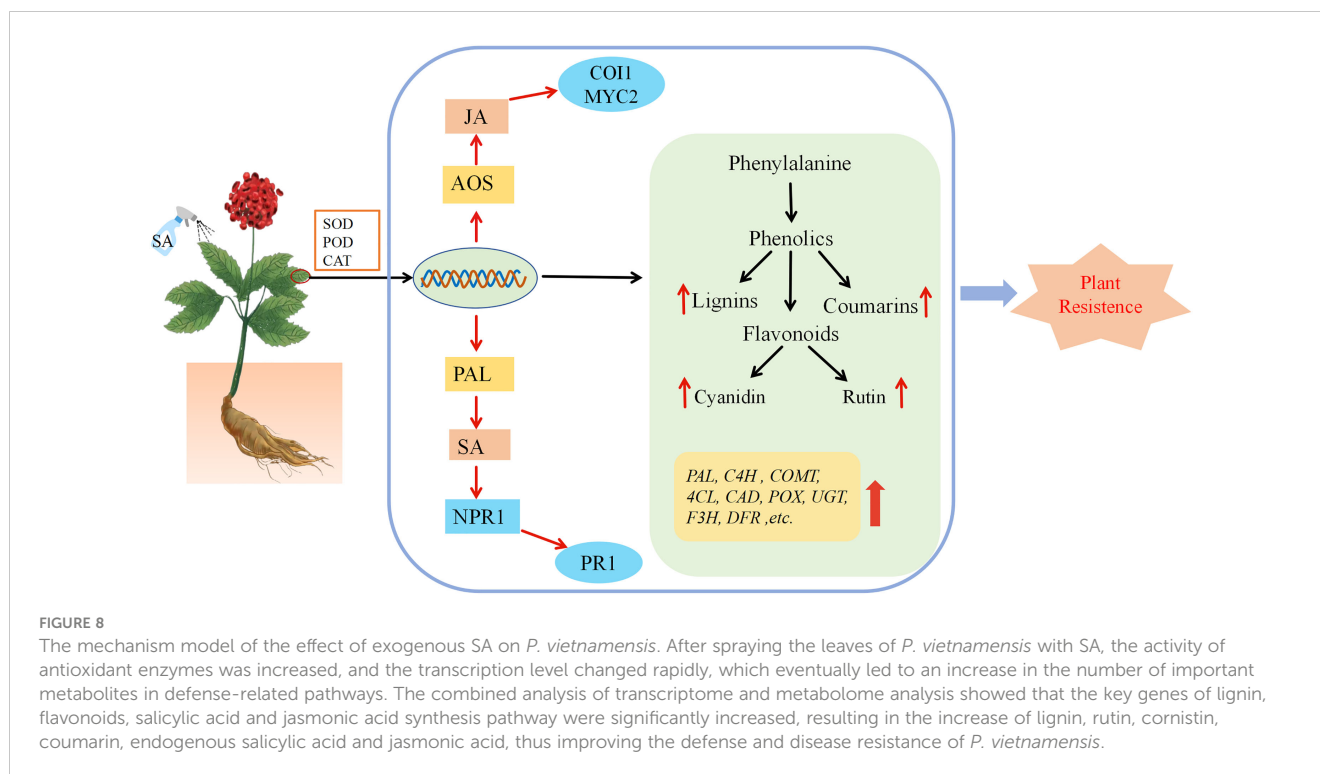 SA
SOD
POD
CAT
COI1
MYC2
JA
AOS
PAL
SA
NPR1
PR1
Phenylalanine
Phenolics
Lignins
Coumarins
Flavonoids
Cyanidin
Rutin
PAL, C4H , COMT,
4CL, CAD, POX, UGT,
F3H, DFR ,etc.
Plant
Resistence
FIGURE 8
The mechanism model of the effect of exogenous SA on P. vietnamensis. After spraying the leaves of P. vietnamensis with SA, the activity of
antioxidant enzymes was increased, and the transcription level changed rapidly, which eventually led to an increase in the number of important
metabolites in defense-related pathways. The combined analysis of transcriptome and metabolome analysis showed that the key genes of lignin,
flavonoids, salicylic acid and jasmonic acid synthesis pathway were significantly increased, resulting in the increase of lignin, rutin, cornistin,
coumarin, endogenous salicylic acid and jasmonic acid, thus improving the defense and disease resistance of P. vietnamensis.